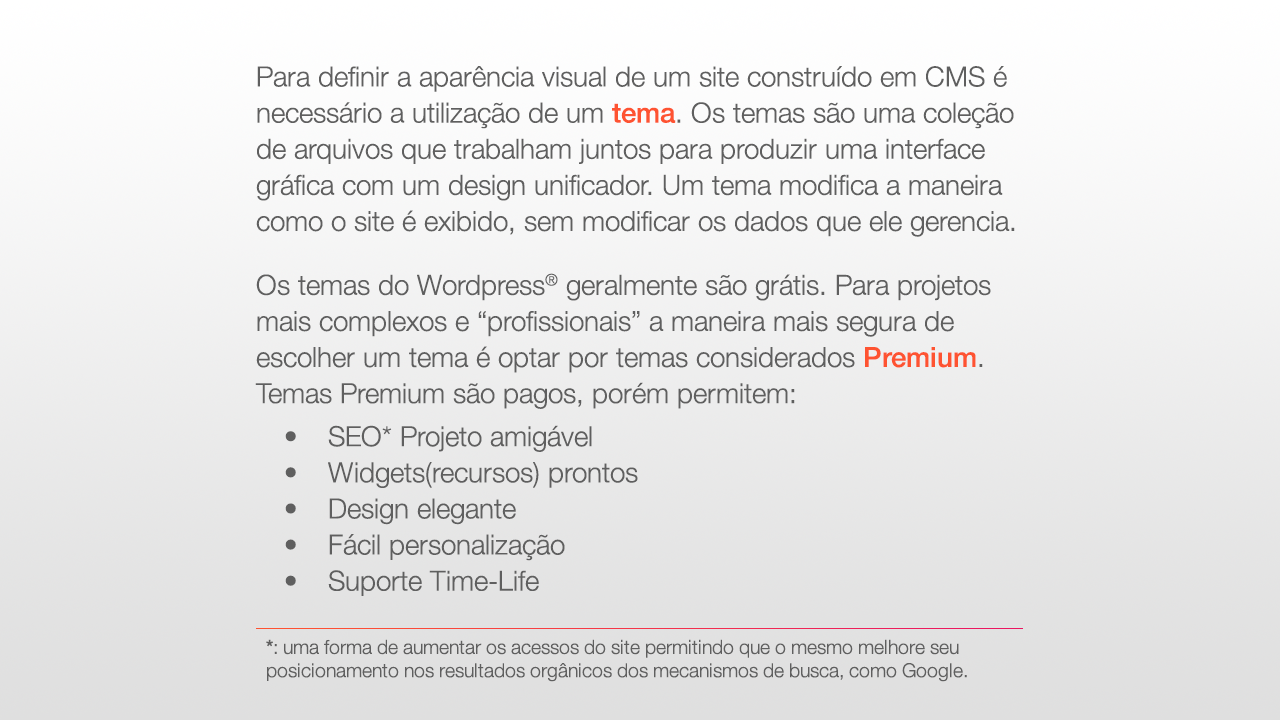 Para definir a aparência visual de um site construído em CMS é
necessário a utilização de um tema. Os temas são uma coleção
de arquivos que trabalham juntos para produzir uma interface
gráfica com um design unificador. Um tema modifica a maneira
como o site é exibido, sem modificar os dados que ele gerencia.
Os temas do Wordpress® geralmente são grátis. Para projetos
mais complexos e “profissionais” a maneira mais segura de
escolher um tema é optar por temas considerados Premium.
Temas Premium são pagos, porém permitem:
• SEO* Projeto amigável
• Widgets(recursos) prontos
• Design elegante
• Fácil personalização
• Suporte Time-Life
*: uma forma de aumentar os acessos do site permitindo que o mesmo melhore seu
posicionamento nos resultados orgânicos dos mecanismos de busca, como Google.